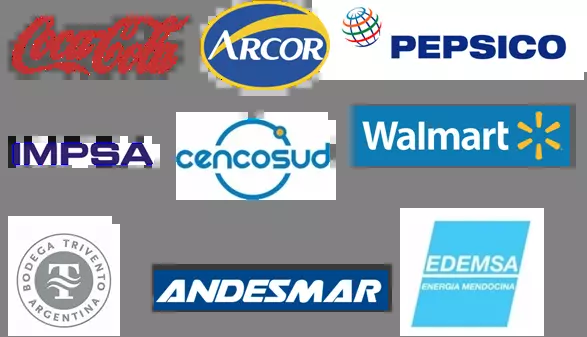 Coca-Cola
ARCOR
PEPSICO
IMPSA
cencosud
Walmart
BODEGA TRIVENTO
T
ARGENTINA
ANDESMAR
EDEMSA
ENERGIA MENDOCINA